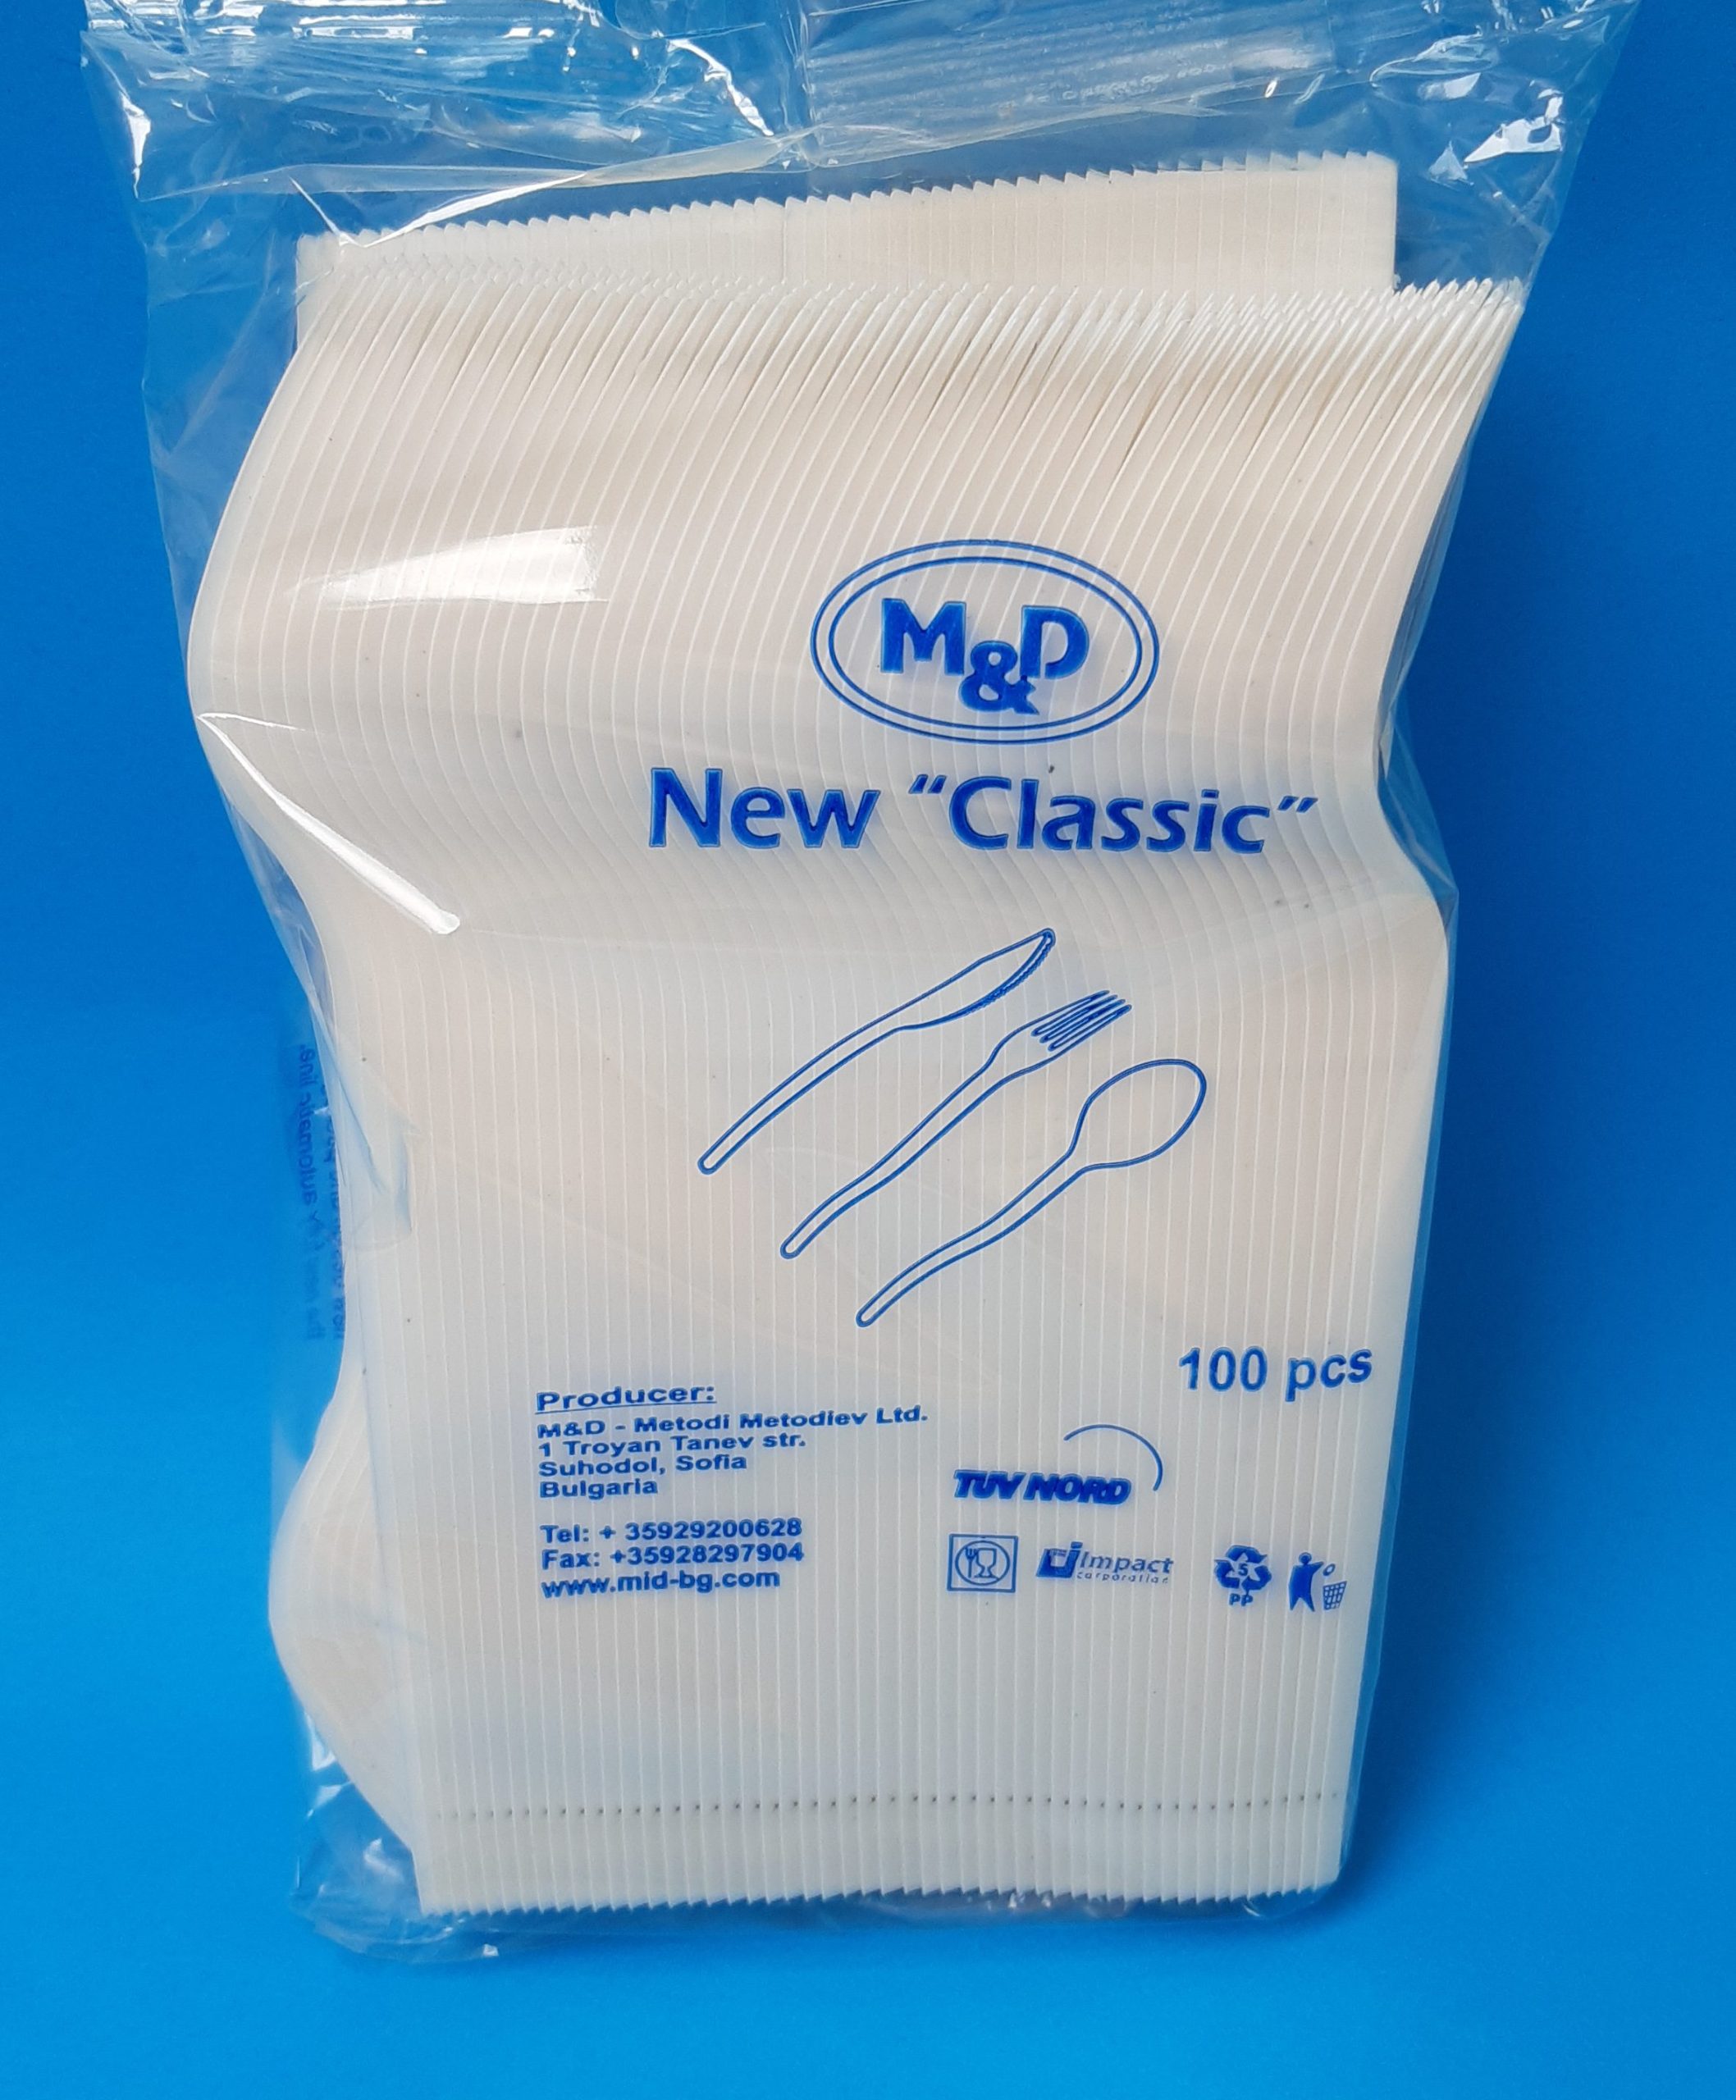 M&D
New "Classic"
100 pcs
Producer:
M&D - Metodi Metodiev Ltd.
1 Troyan Tanev str.
Suhodol, Sofia
Bulgaria
Tel: + 35929200628
Fax: +35928297904
www.mid-bg.com
TUV NORD
Impact
corporation
5
PP